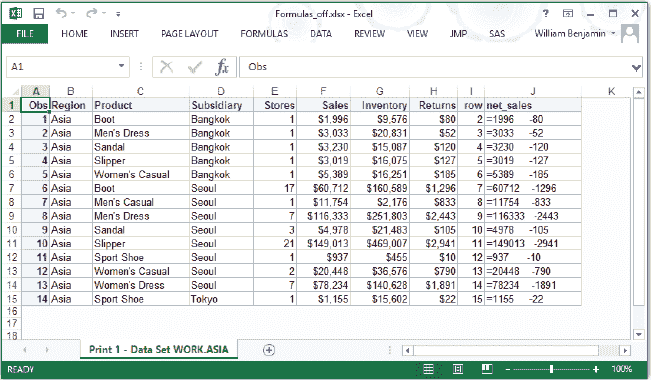 Formulas_off.xlsx - Excel
FILE HOME INSERT PAGE LAYOUT FORMULAS DATA REVIEW VIEW JMP SAS William Benjamin
A1 fx Obs
A B C D E F G H I J K
1 Obs Region Product Subsidiary Stores Sales Inventory Returns row net_sales
2 1 Asia Boot Bangkok 1 $1,996 $9,576 $80 2 =1996 -80
3 2 Asia Men's Dress Bangkok 1 $3,033 $20,831 $52 3 =3033 -52
4 3 Asia Sandal Bangkok 1 $3,230 $15,087 $120 4 =3230 -120
5 4 Asia Slipper Bangkok 1 $3,019 $16,075 $127 5 =3019 -127
6 5 Asia Women's Casual Bangkok 1 $5,389 $16,251 $185 6 =5389 -185
7 6 Asia Boot Seoul 17 $60,712 $160,589 $1,296 7 =60712 -1296
8 7 Asia Men's Casual Seoul 1 $11,754 $2,176 $833 8 =11754 -833
9 8 Asia Men's Dress Seoul 7 $116,333 $251,803 $2,443 9 =116333 -2443
10 9 Asia Sandal Seoul 3 $4,978 $21,483 $105 10 =4978 -105
11 10 Asia Slipper Seoul 21 $149,013 $469,007 $2,941 11 =149013 -2941
12 11 Asia Sport Shoe Seoul 1 $937 $455 $10 12 =937 -10
13 12 Asia Women's Casual Seoul 2 $20,448 $36,576 $790 13 =20448 -790
14 13 Asia Women's Dress Seoul 7 $78,234 $140,628 $1,891 14 =78234 -1891
15 14 Asia Sport Shoe Tokyo 1 $1,155 $15,602 $22 15 =1155 -22
16
17
18
Print 1 - Data Set WORK.ASIA
READY 100%